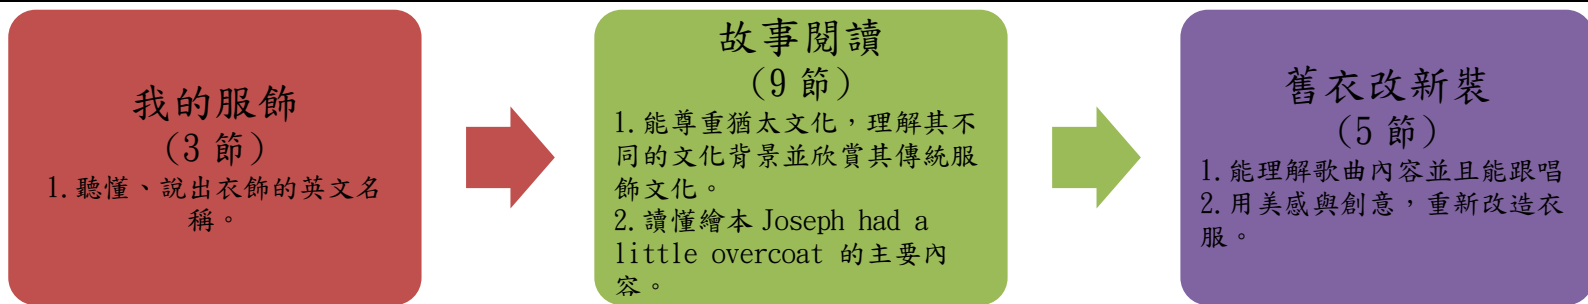 我的服飾
(3 節)
1. 聽懂、說出衣飾的英文名
稱。
故事閱讀
(9 節)
1. 能尊重猶太文化，理解其不
同的文化背景並欣賞其傳統服
飾文化。
2. 讀懂繪本 Joseph had a
little overcoat 的主要內
容。
舊衣改新裝
(5 節)
1. 能理解歌曲內容並且能跟唱
2. 用美感與創意，重新改造衣
服。